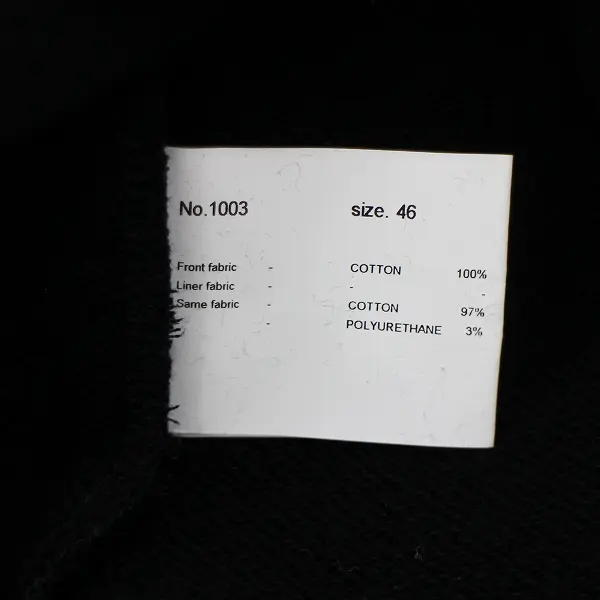 No.1003 size. 46
Front fabric - COTTON 100%
Liner fabric - - -
Same fabric - COTTON 97%
- POLYURETHANE 3%